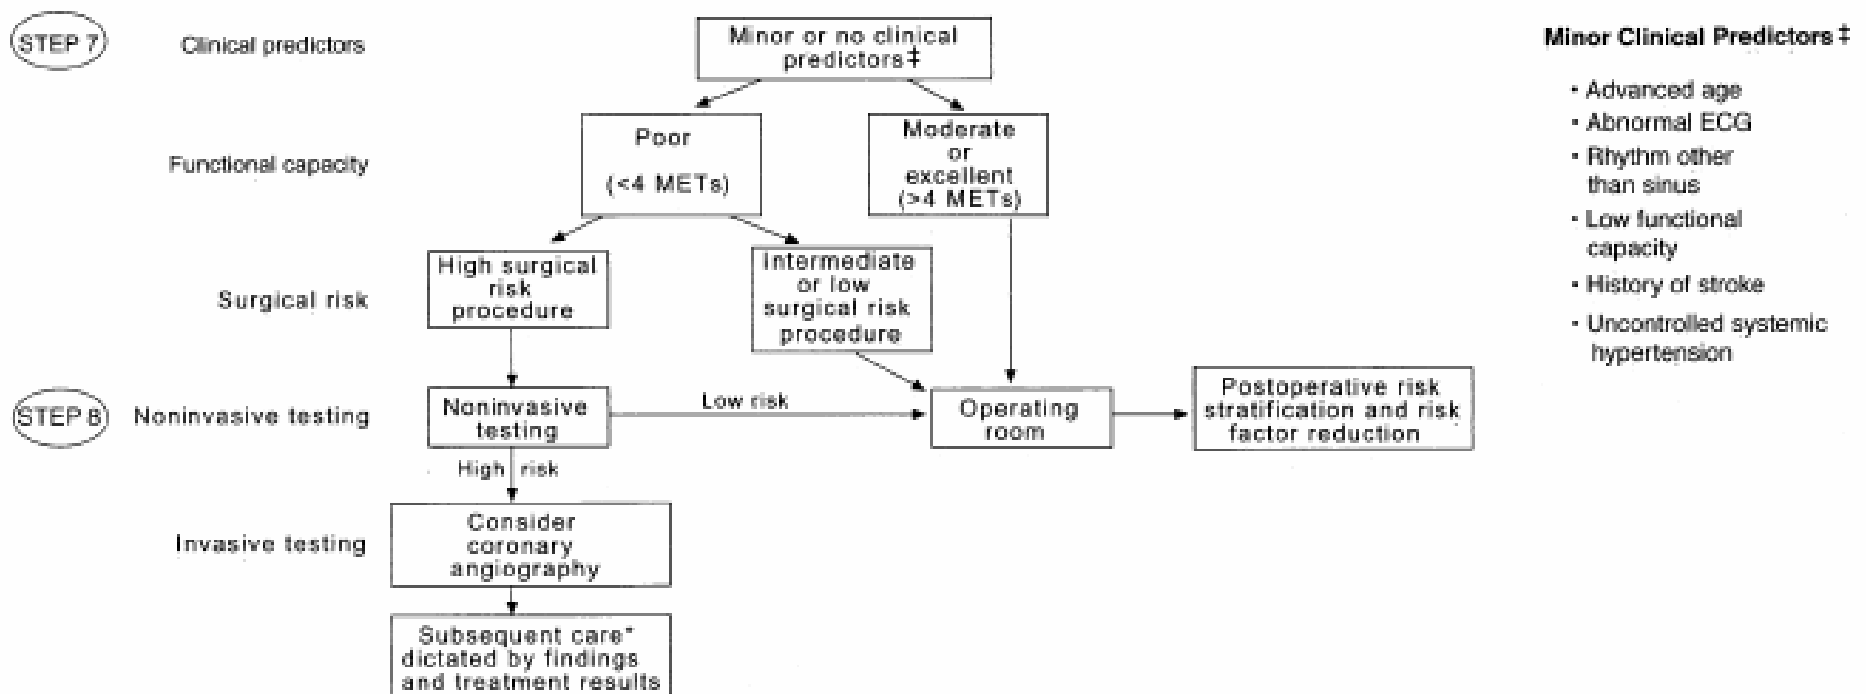 STEP 7
Clinical predictors
Minor or no clinical
predictors‡
Functional capacity
Poor
(<4 METs)
Moderate
or
excellent
(>4 METs)
Surgical risk
High surgical
risk
procedure
Intermediate
or low
surgical risk
procedure
STEP 8
Noninvasive testing
Noninvasive
testing
Low risk
Operating
room
Postoperative risk
stratification and risk
factor reduction
High risk
Invasive testing
Consider
coronary
angiography
Subsequent care*
dictated by findings
and treatment results
Minor Clinical Predictors ‡
• Advanced age
• Abnormal ECG
• Rhythm other
than sinus
• Low functional
capacity
• History of stroke
• Uncontrolled systemic
hypertension